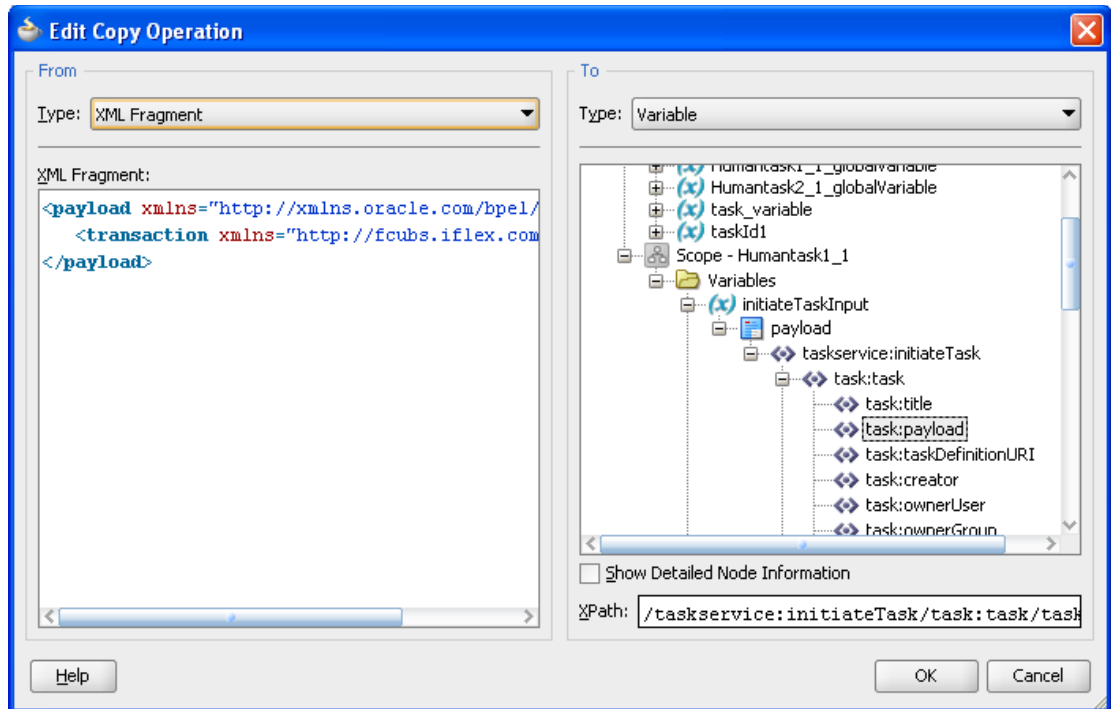 Edit Copy Operation
From
Type: XML Fragment
XML Fragment:
<payload xmlns="http://xmlns.oracle.com/bpel/
<transaction xmlns="http://fcubs.iflex.com
</payload>
Help
To
Type: Variable
Humantask1_1_globalVariable
Humantask2_1_globalVariable
task_variable
taskId1
Scope - Humantask1_1
Variables
initiateTaskInput
payload
taskservice:initiateTask
task:task
task:title
task:payload
task:taskDefinitionURI
task:creator
task:ownerUser
task:ownerGroup
Show Detailed Node Information
XPath: /taskservice:initiateTask/task:task/task
OK Cancel